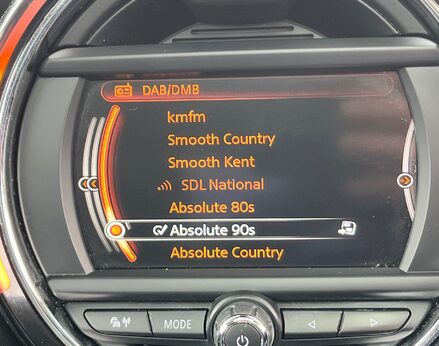 DAB/DMB
kmfm
Smooth Country
Smooth Kent
SDL National
Absolute 80s
Absolute 90s
Absolute Country
MODE